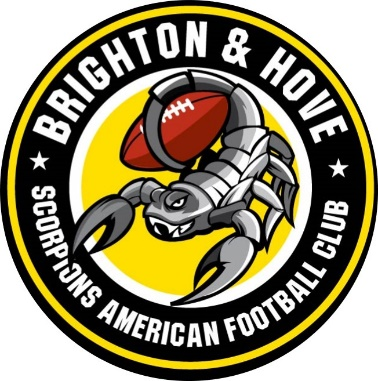 BRIGHTON & HOVE
SCORPIONS AMERICAN FOOTBALL CLUB